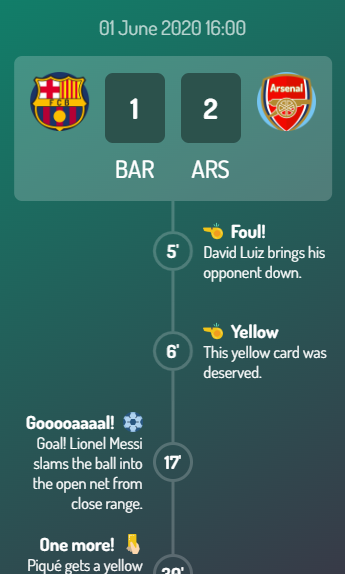 01 June 2020 16:00
FCB
1
2
Arsenal
BAR
ARS
Foul!
5'
David Luiz brings his
opponent down.
Yellow
6'
This yellow card was
deserved.
Gooooaaaal!
Goal! Lionel Messi
slams the ball into
17'
the open net from
close range.
One more!
Piqué gets a yellow